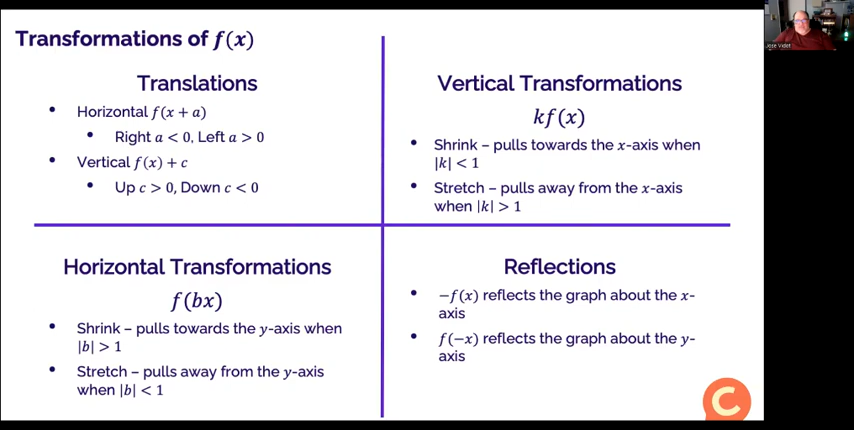 Transformations of f(x)
Translations
• Horizontal f(x + a)
• Right a < 0, Left a > 0
• Vertical f(x) + c
• Up c > 0, Down c < 0
Vertical Transformations
kf(x)
• Shrink – pulls towards the x-axis when
|k| < 1
• Stretch – pulls away from the x-axis
when |k| > 1
Horizontal Transformations
f(bx)
• Shrink – pulls towards the y-axis when
|b| > 1
• Stretch – pulls away from the y-axis
when |b| < 1
Reflections
• −f(x) reflects the graph about the x-
axis
• f(−x) reflects the graph about the y-
axis
C
Jose Videt